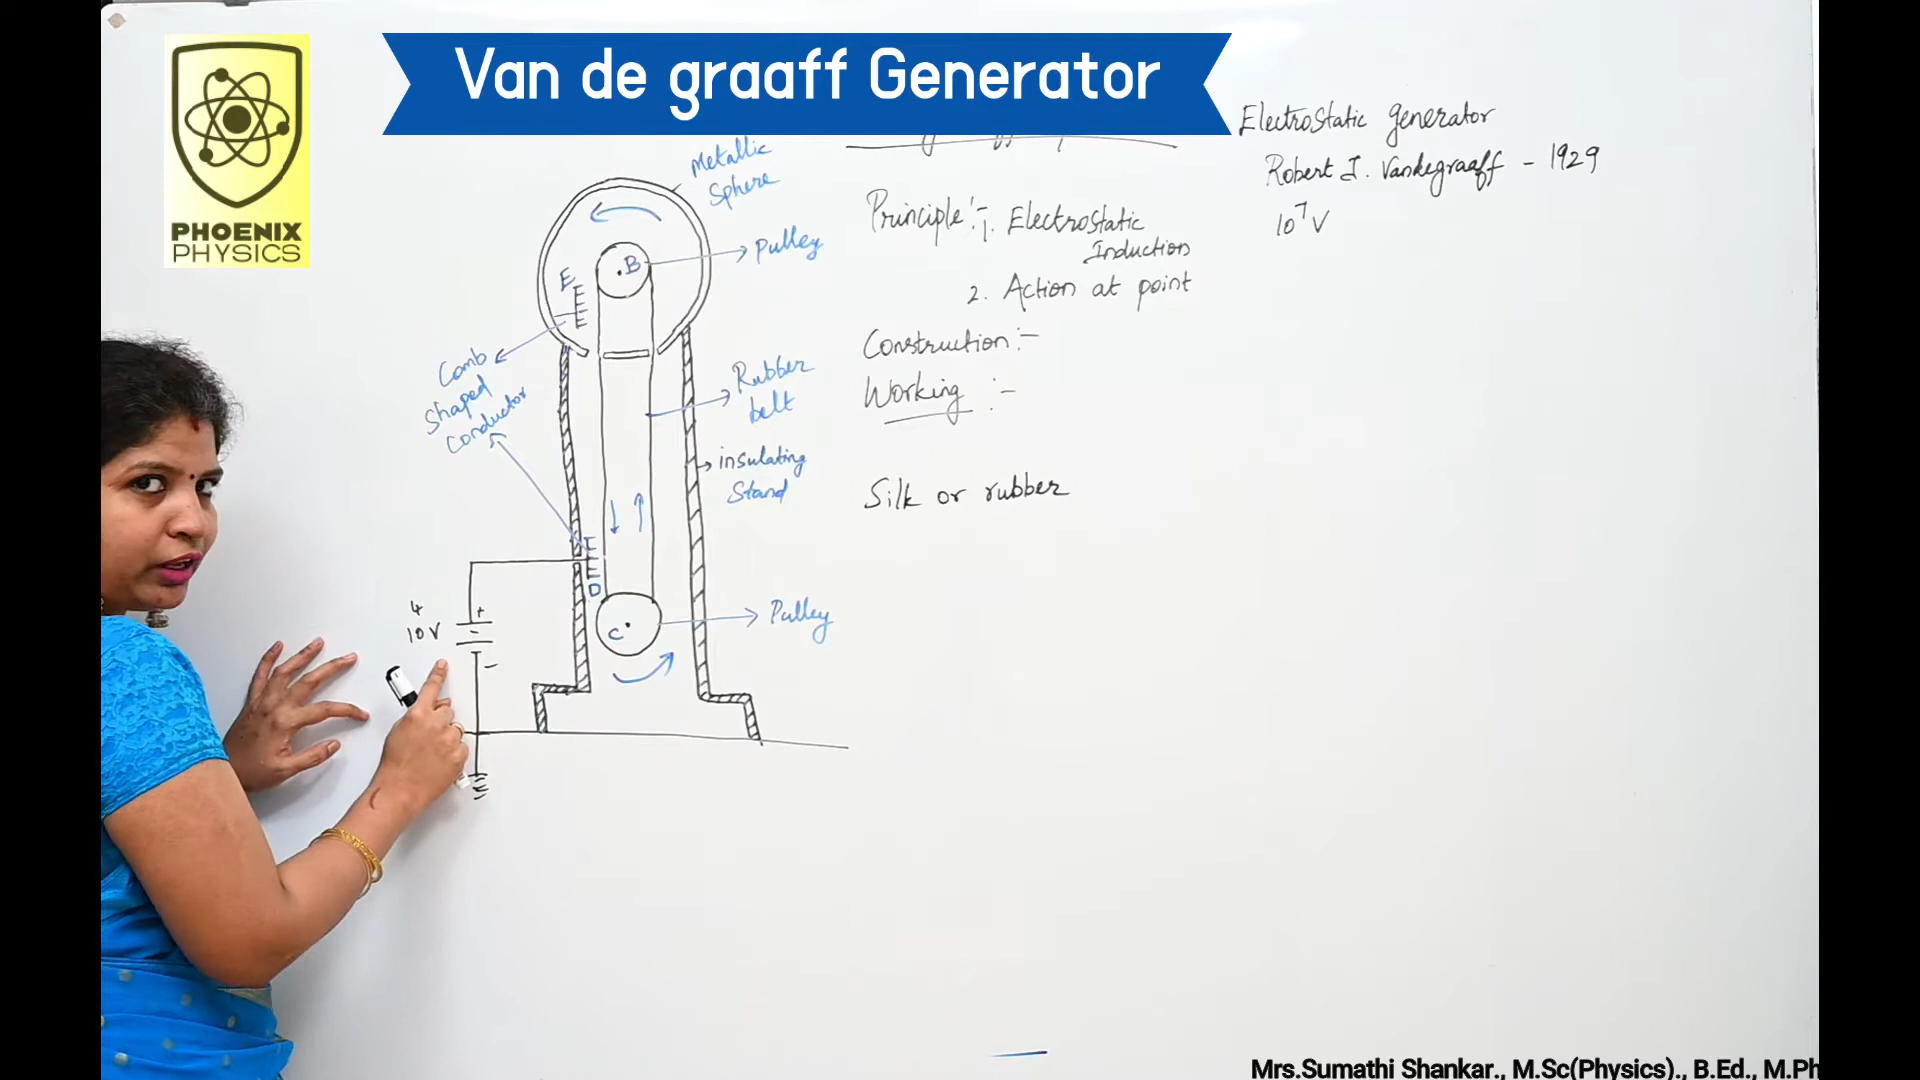 Van de graaff Generator
PHOENIX
PHYSICS
Electrostatic generator
Robert J. Vandegraaff - 1929
10⁷ V
Metallic
Sphere
Pulley
B
E
Principle:- 1. Electrostatic
Induction
2. Action at point
Construction:-
Working :-
Silk or rubber
Comb
shaped
conductor
Rubber
belt
insulating
Stand
D
C
Pulley
10⁴ V
+
-
-
Mrs.Sumathi Shankar., M.Sc(Physics)., B.Ed., M.Ph